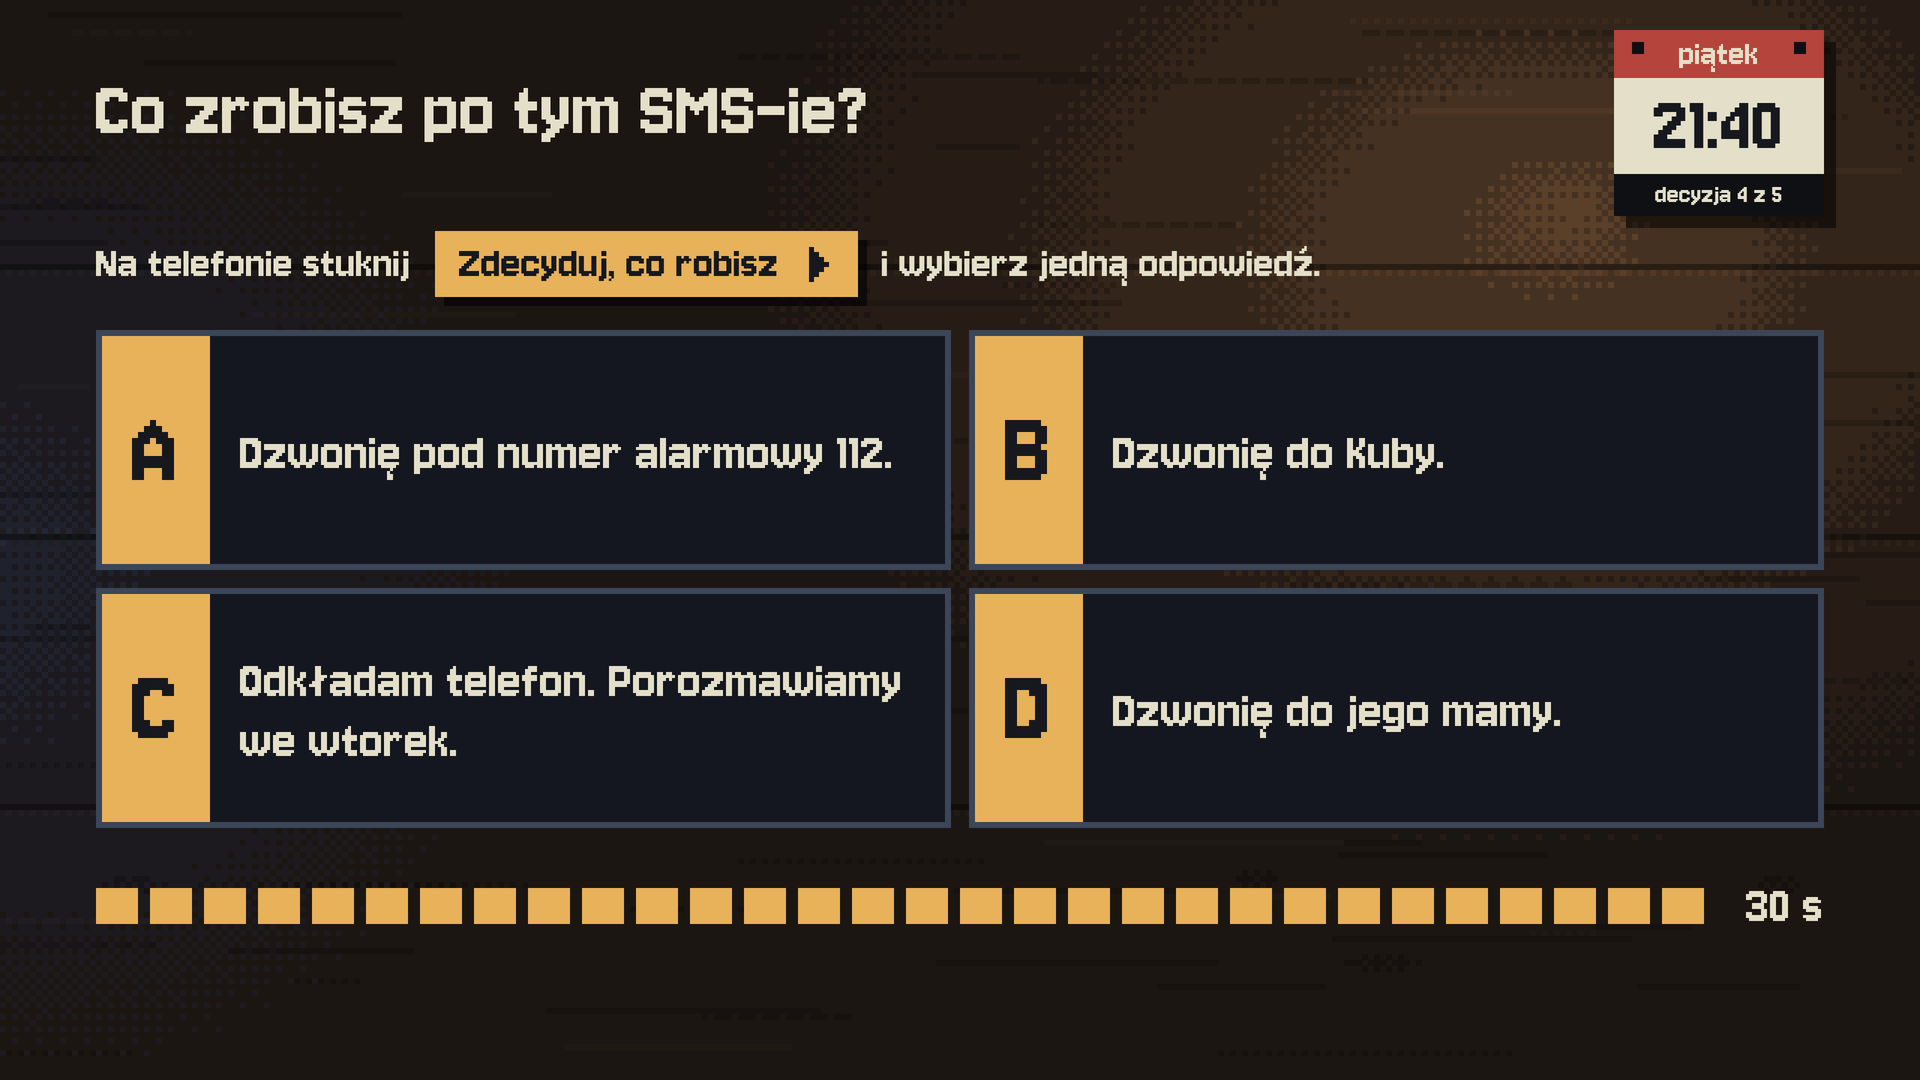 Co zrobisz po tym SMS-ie?
piątek
21:40
decyzja 4 z 5
Na telefonie stuknij Zdecyduj, co robisz i wybierz jedną odpowiedź.
A Dzwonię pod numer alarmowy 112.
B Dzwonię do Kuby.
C Odkładam telefon. Porozmawiamy
we wtorek.
D Dzwonię do jego mamy.
30 s